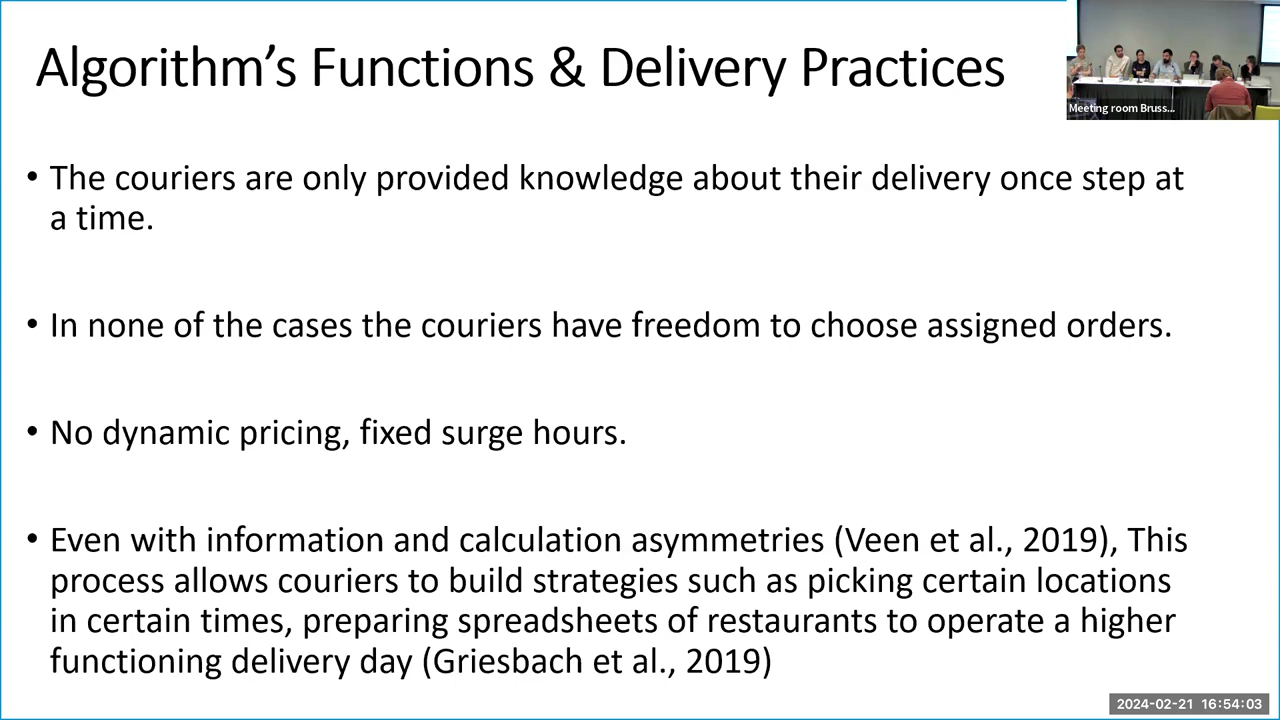 Algorithm's Functions & Delivery Practices
Meeting room Bruss...
• The couriers are only provided knowledge about their delivery once step at
a time.
• In none of the cases the couriers have freedom to choose assigned orders.
• No dynamic pricing, fixed surge hours.
• Even with information and calculation asymmetries (Veen et al., 2019), This
process allows couriers to build strategies such as picking certain locations
in certain times, preparing spreadsheets of restaurants to operate a higher
functioning delivery day (Griesbach et al., 2019)
2024-02-21 16:54:03